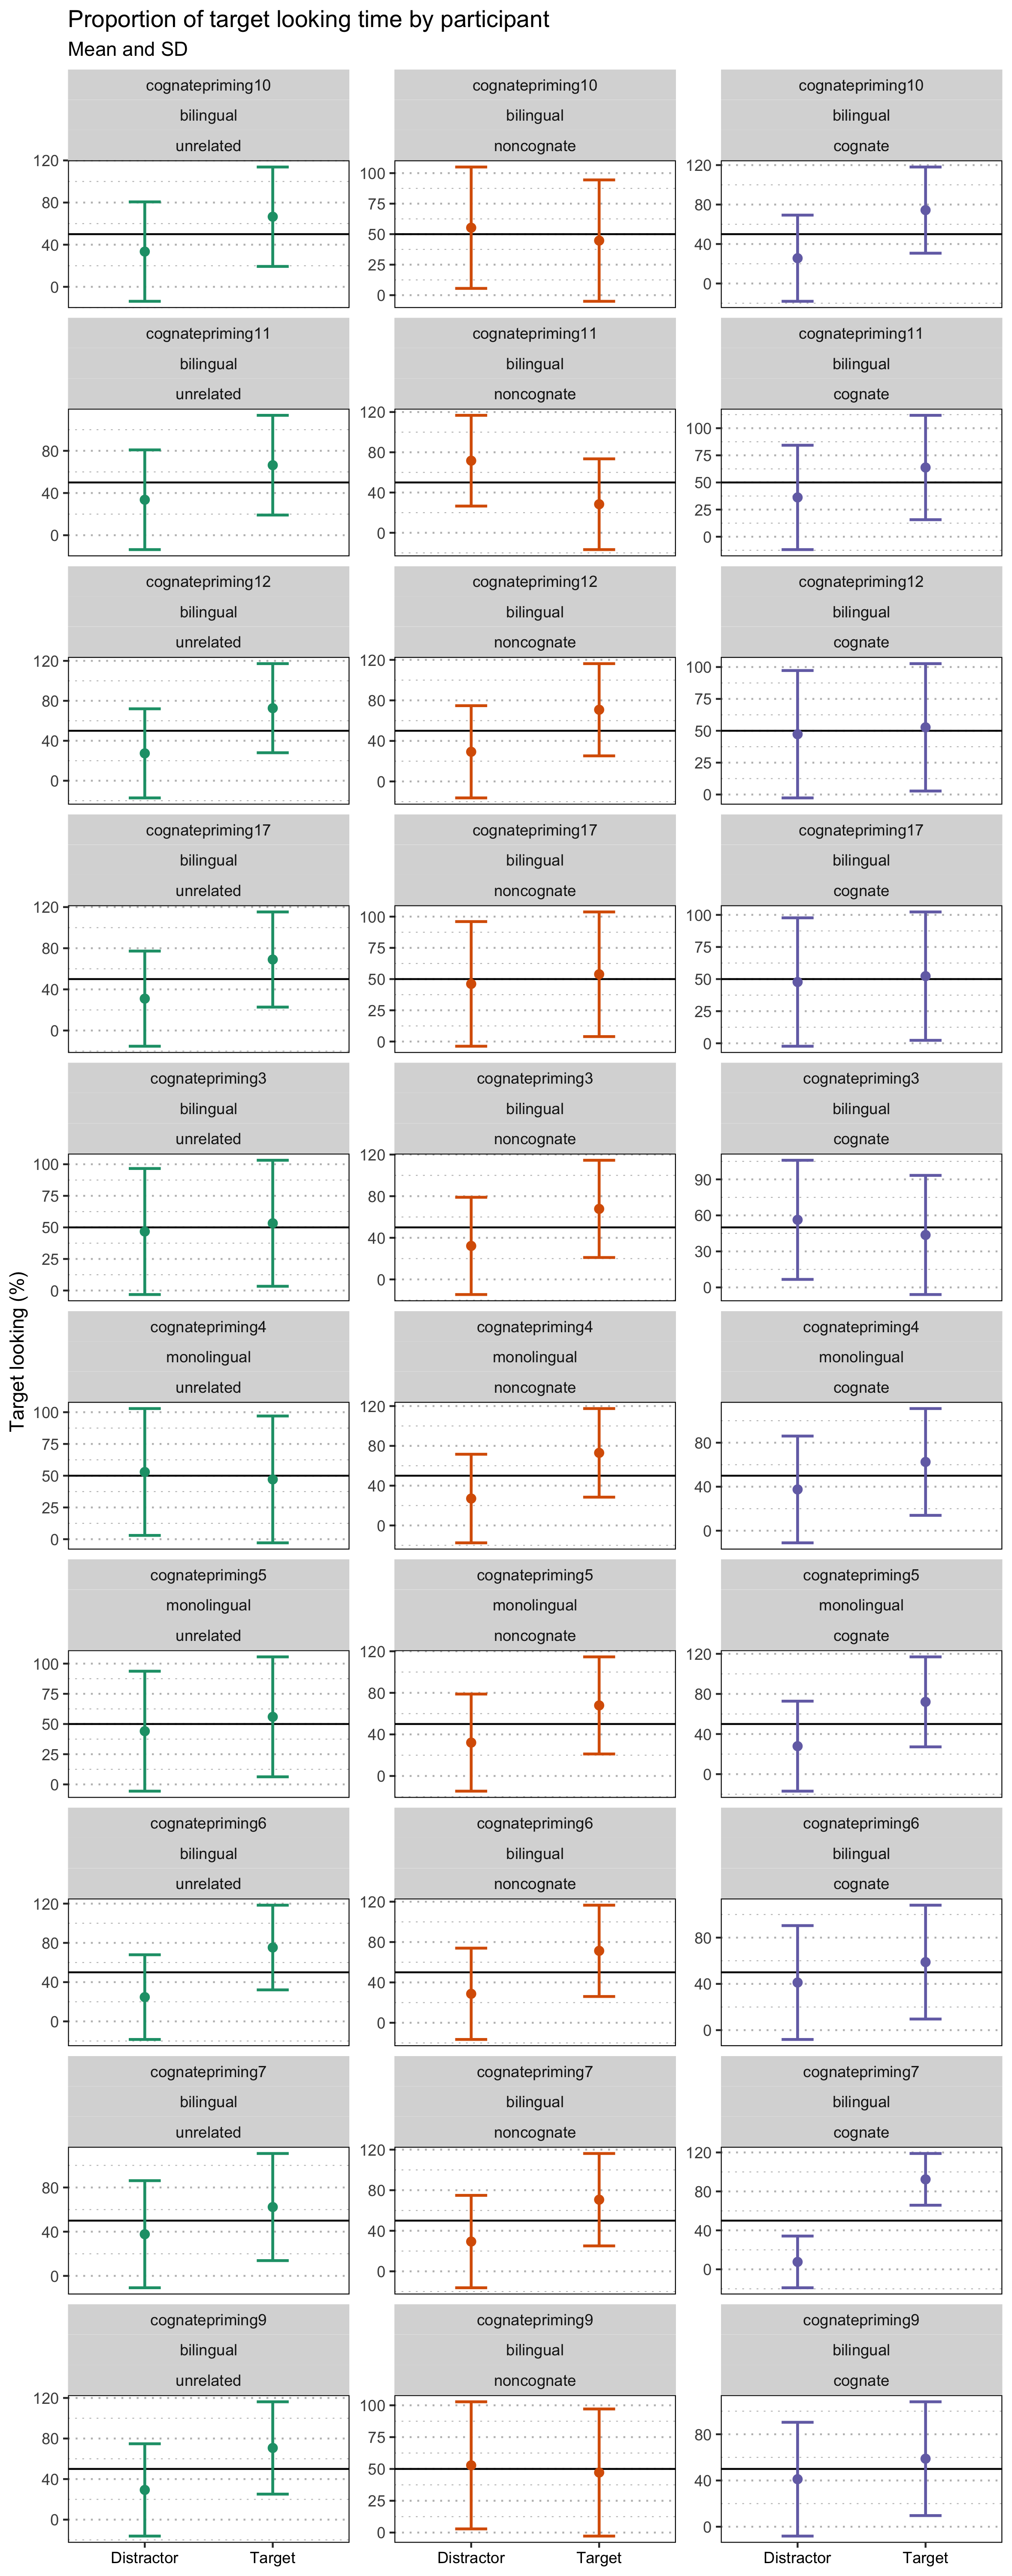 Proportion of target looking time by participant
Mean and SD
cognatepriming10 cognatepriming10 cognatepriming10
bilingual bilingual bilingual
unrelated noncognate cognate
120 80 40 0
100 75 50 25 0
120 80 40 0
cognatepriming11 cognatepriming11 cognatepriming11
bilingual bilingual bilingual
unrelated noncognate cognate
80 40 0
120 80 40 0
100 75 50 25 0
cognatepriming12 cognatepriming12 cognatepriming12
bilingual bilingual bilingual
unrelated noncognate cognate
120 80 40 0
120 80 40 0
100 75 50 25 0
cognatepriming17 cognatepriming17 cognatepriming17
bilingual bilingual bilingual
unrelated noncognate cognate
120 80 40 0
100 75 50 25 0
100 75 50 25 0
cognatepriming3 cognatepriming3 cognatepriming3
bilingual bilingual bilingual
unrelated noncognate cognate
100 75 50 25 0
120 80 40 0
90 60 30 0
Target looking (%)
cognatepriming4 cognatepriming4 cognatepriming4
monolingual monolingual monolingual
unrelated noncognate cognate
100 75 50 25 0
120 80 40 0
80 40 0
cognatepriming5 cognatepriming5 cognatepriming5
monolingual monolingual monolingual
unrelated noncognate cognate
100 75 50 25 0
120 80 40 0
120 80 40 0
cognatepriming6 cognatepriming6 cognatepriming6
bilingual bilingual bilingual
unrelated noncognate cognate
120 80 40 0
120 80 40 0
80 40 0
cognatepriming7 cognatepriming7 cognatepriming7
bilingual bilingual bilingual
unrelated noncognate cognate
80 40 0
120 80 40 0
120 80 40 0
cognatepriming9 cognatepriming9 cognatepriming9
bilingual bilingual bilingual
unrelated noncognate cognate
120 80 40 0
100 75 50 25 0
80 40 0
Distractor Target Distractor Target Distractor Target